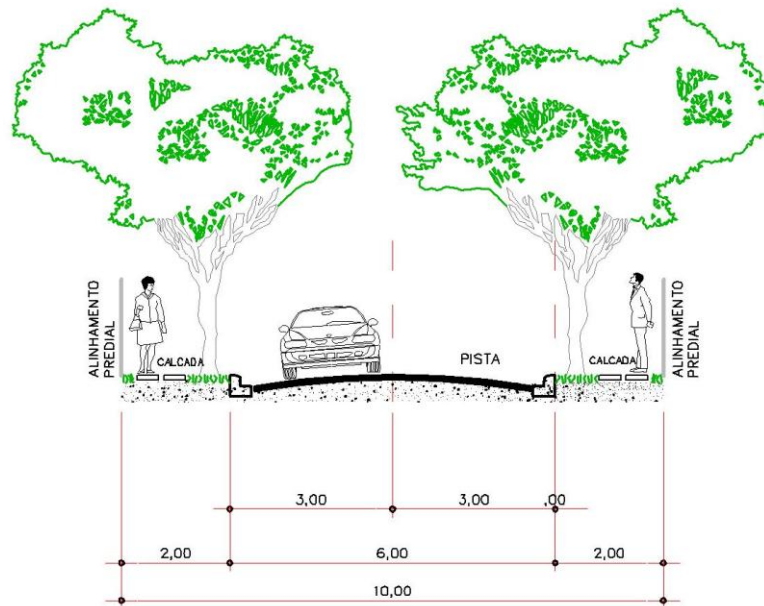 ALINHAMENTO
PREDIAL
CALCADA
PISTA
CALCADA
ALINHAMENTO
PREDIAL
3,00
3,00
,00
2,00
6,00
2,00
10,00